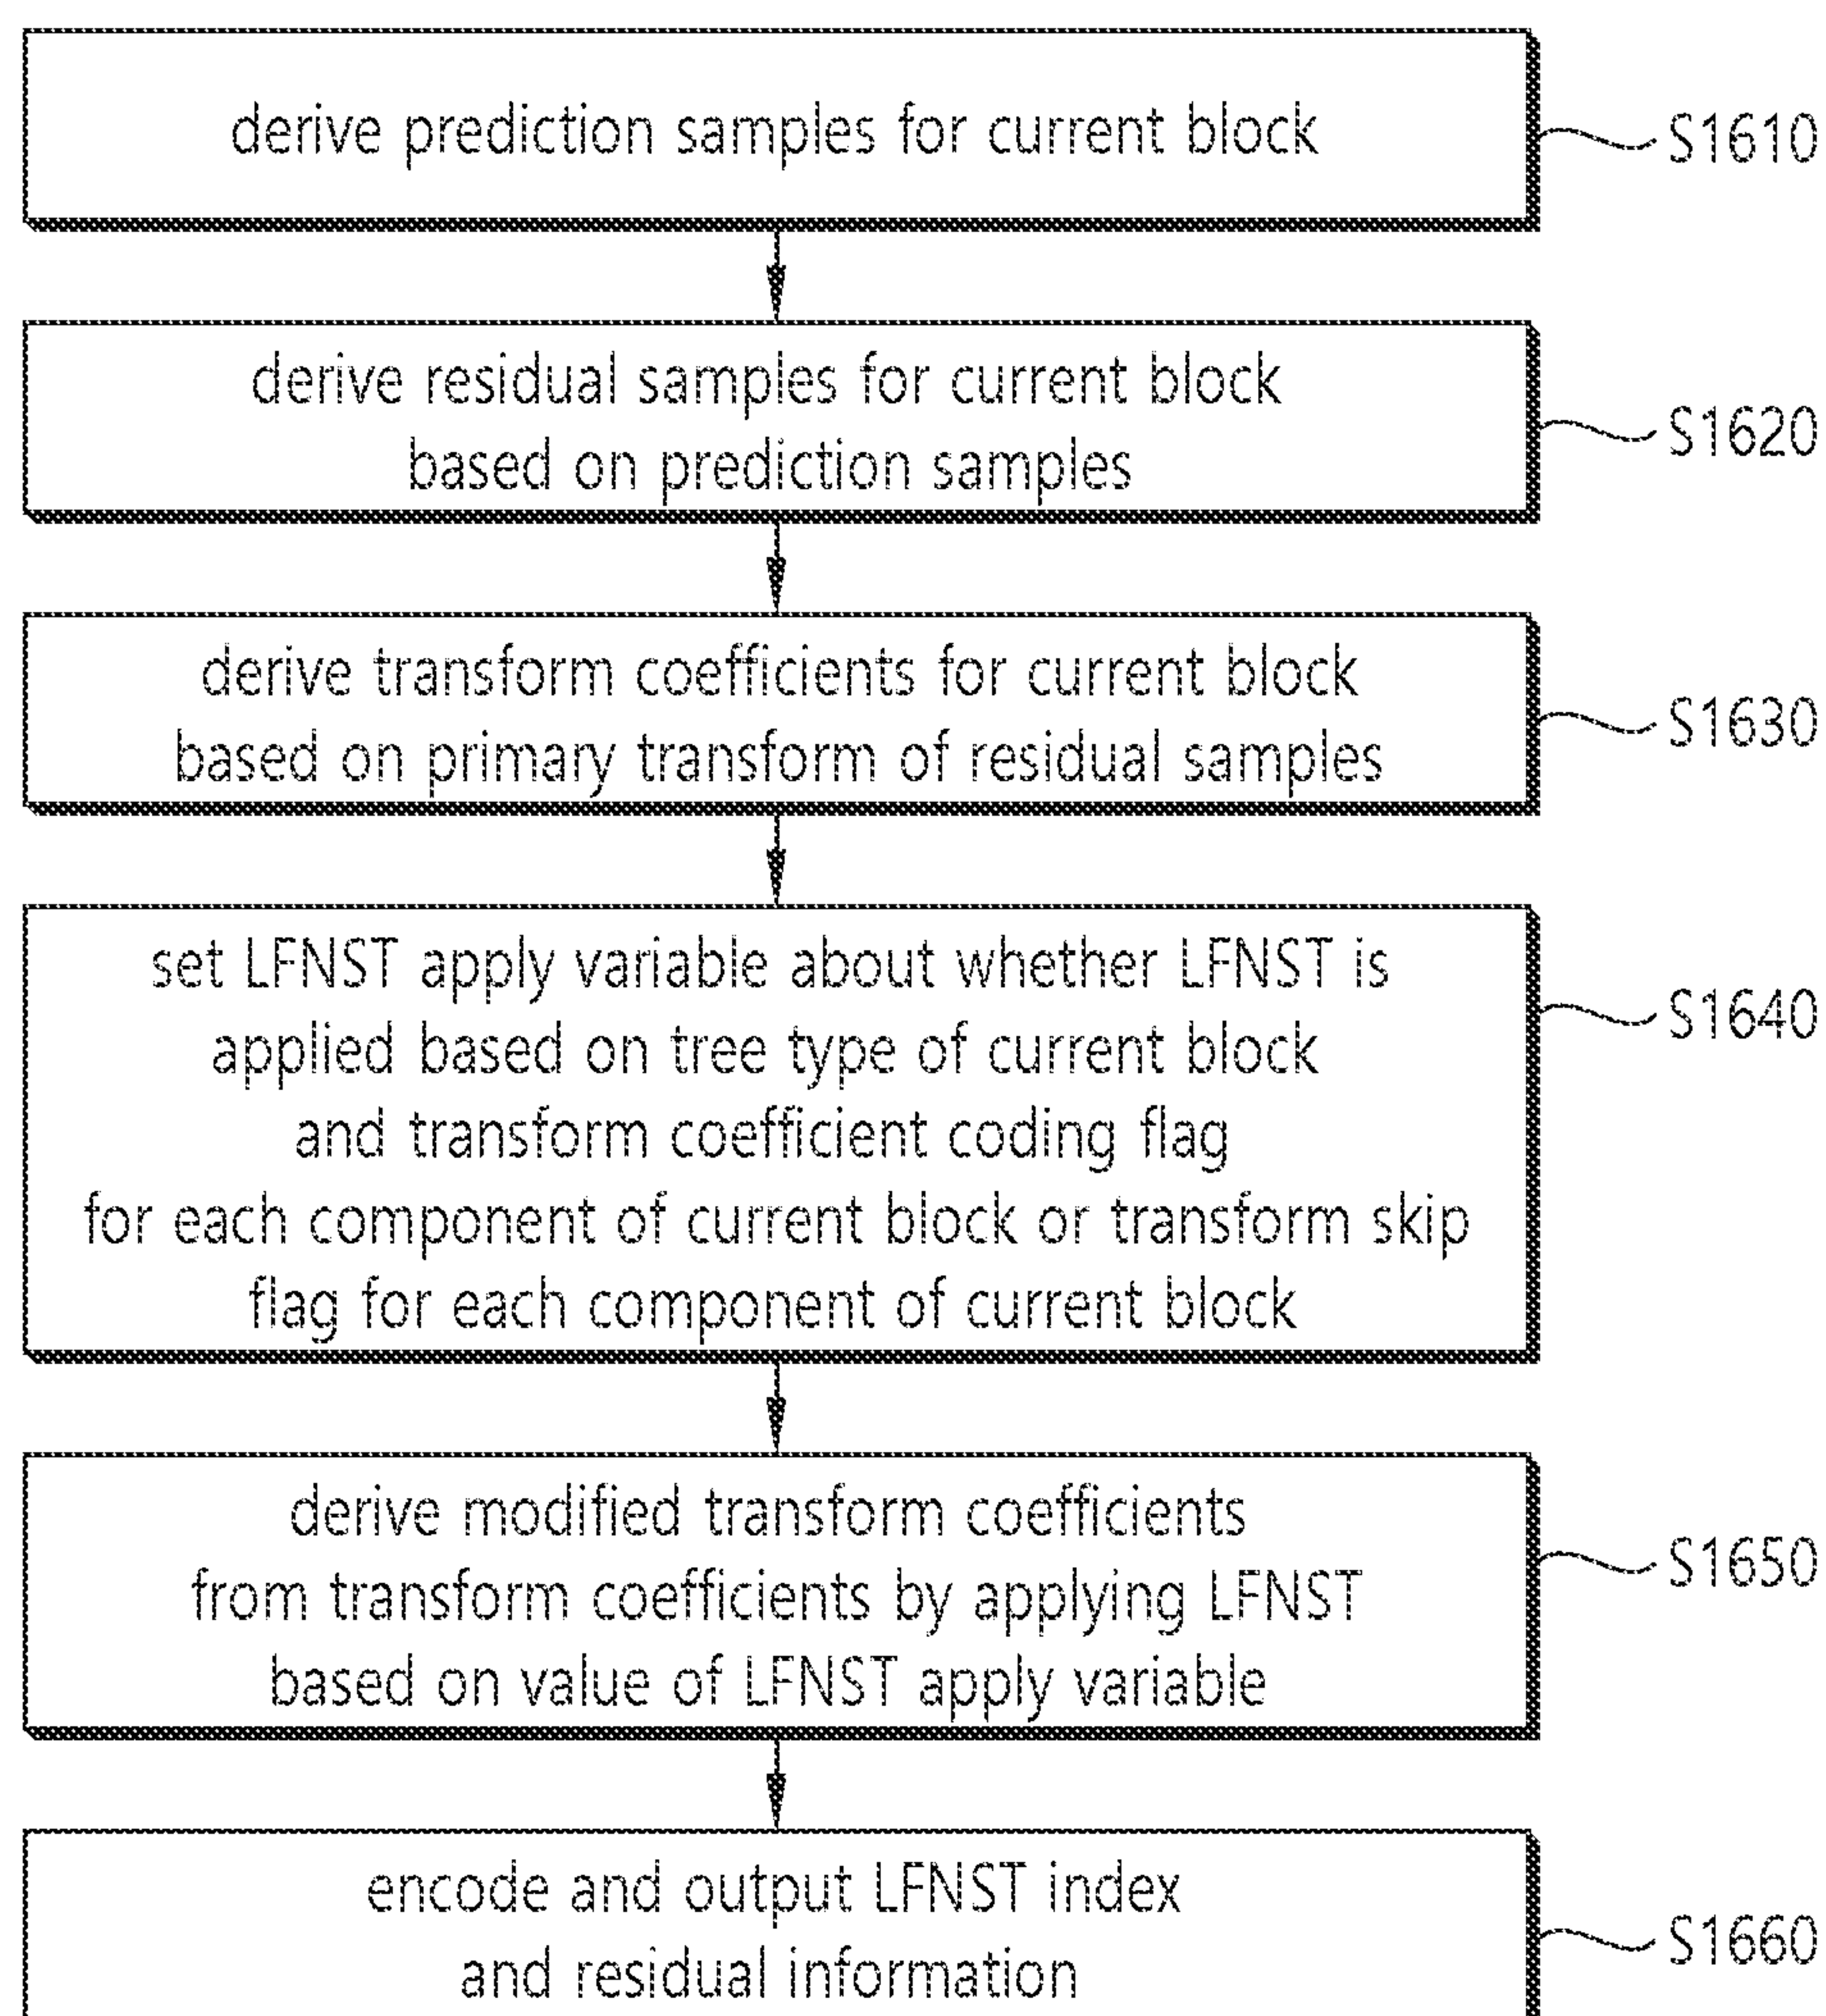 derive prediction samples for current block
S1610
derive residual samples for current block
based on prediction samples
S1620
derive transform coefficients for current block
based on primary transform of residual samples
S1630
set LFNST apply variable about whether LFNST is
applied based on tree type of current block
and transform coefficient coding flag
for each component of current block or transform skip
flag for each component of current block
S1640
derive modified transform coefficients
from transform coefficients by applying LFNST
based on value of LFNST apply variable
S1650
encode and output LFNST index
and residual information
S1660